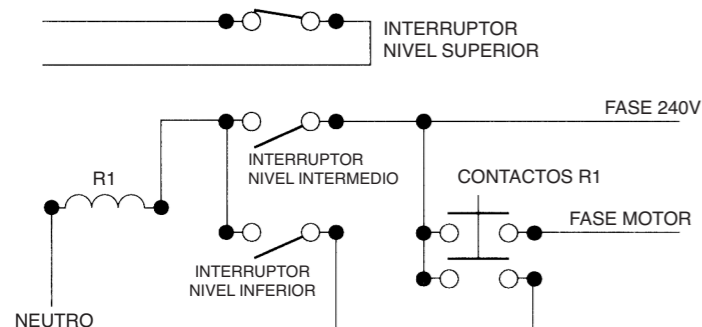 INTERRUPTOR
NIVEL SUPERIOR
FASE 240V
INTERRUPTOR
NIVEL INTERMEDIO
R1
CONTACTOS R1
FASE MOTOR
INTERRUPTOR
NIVEL INFERIOR
NEUTRO